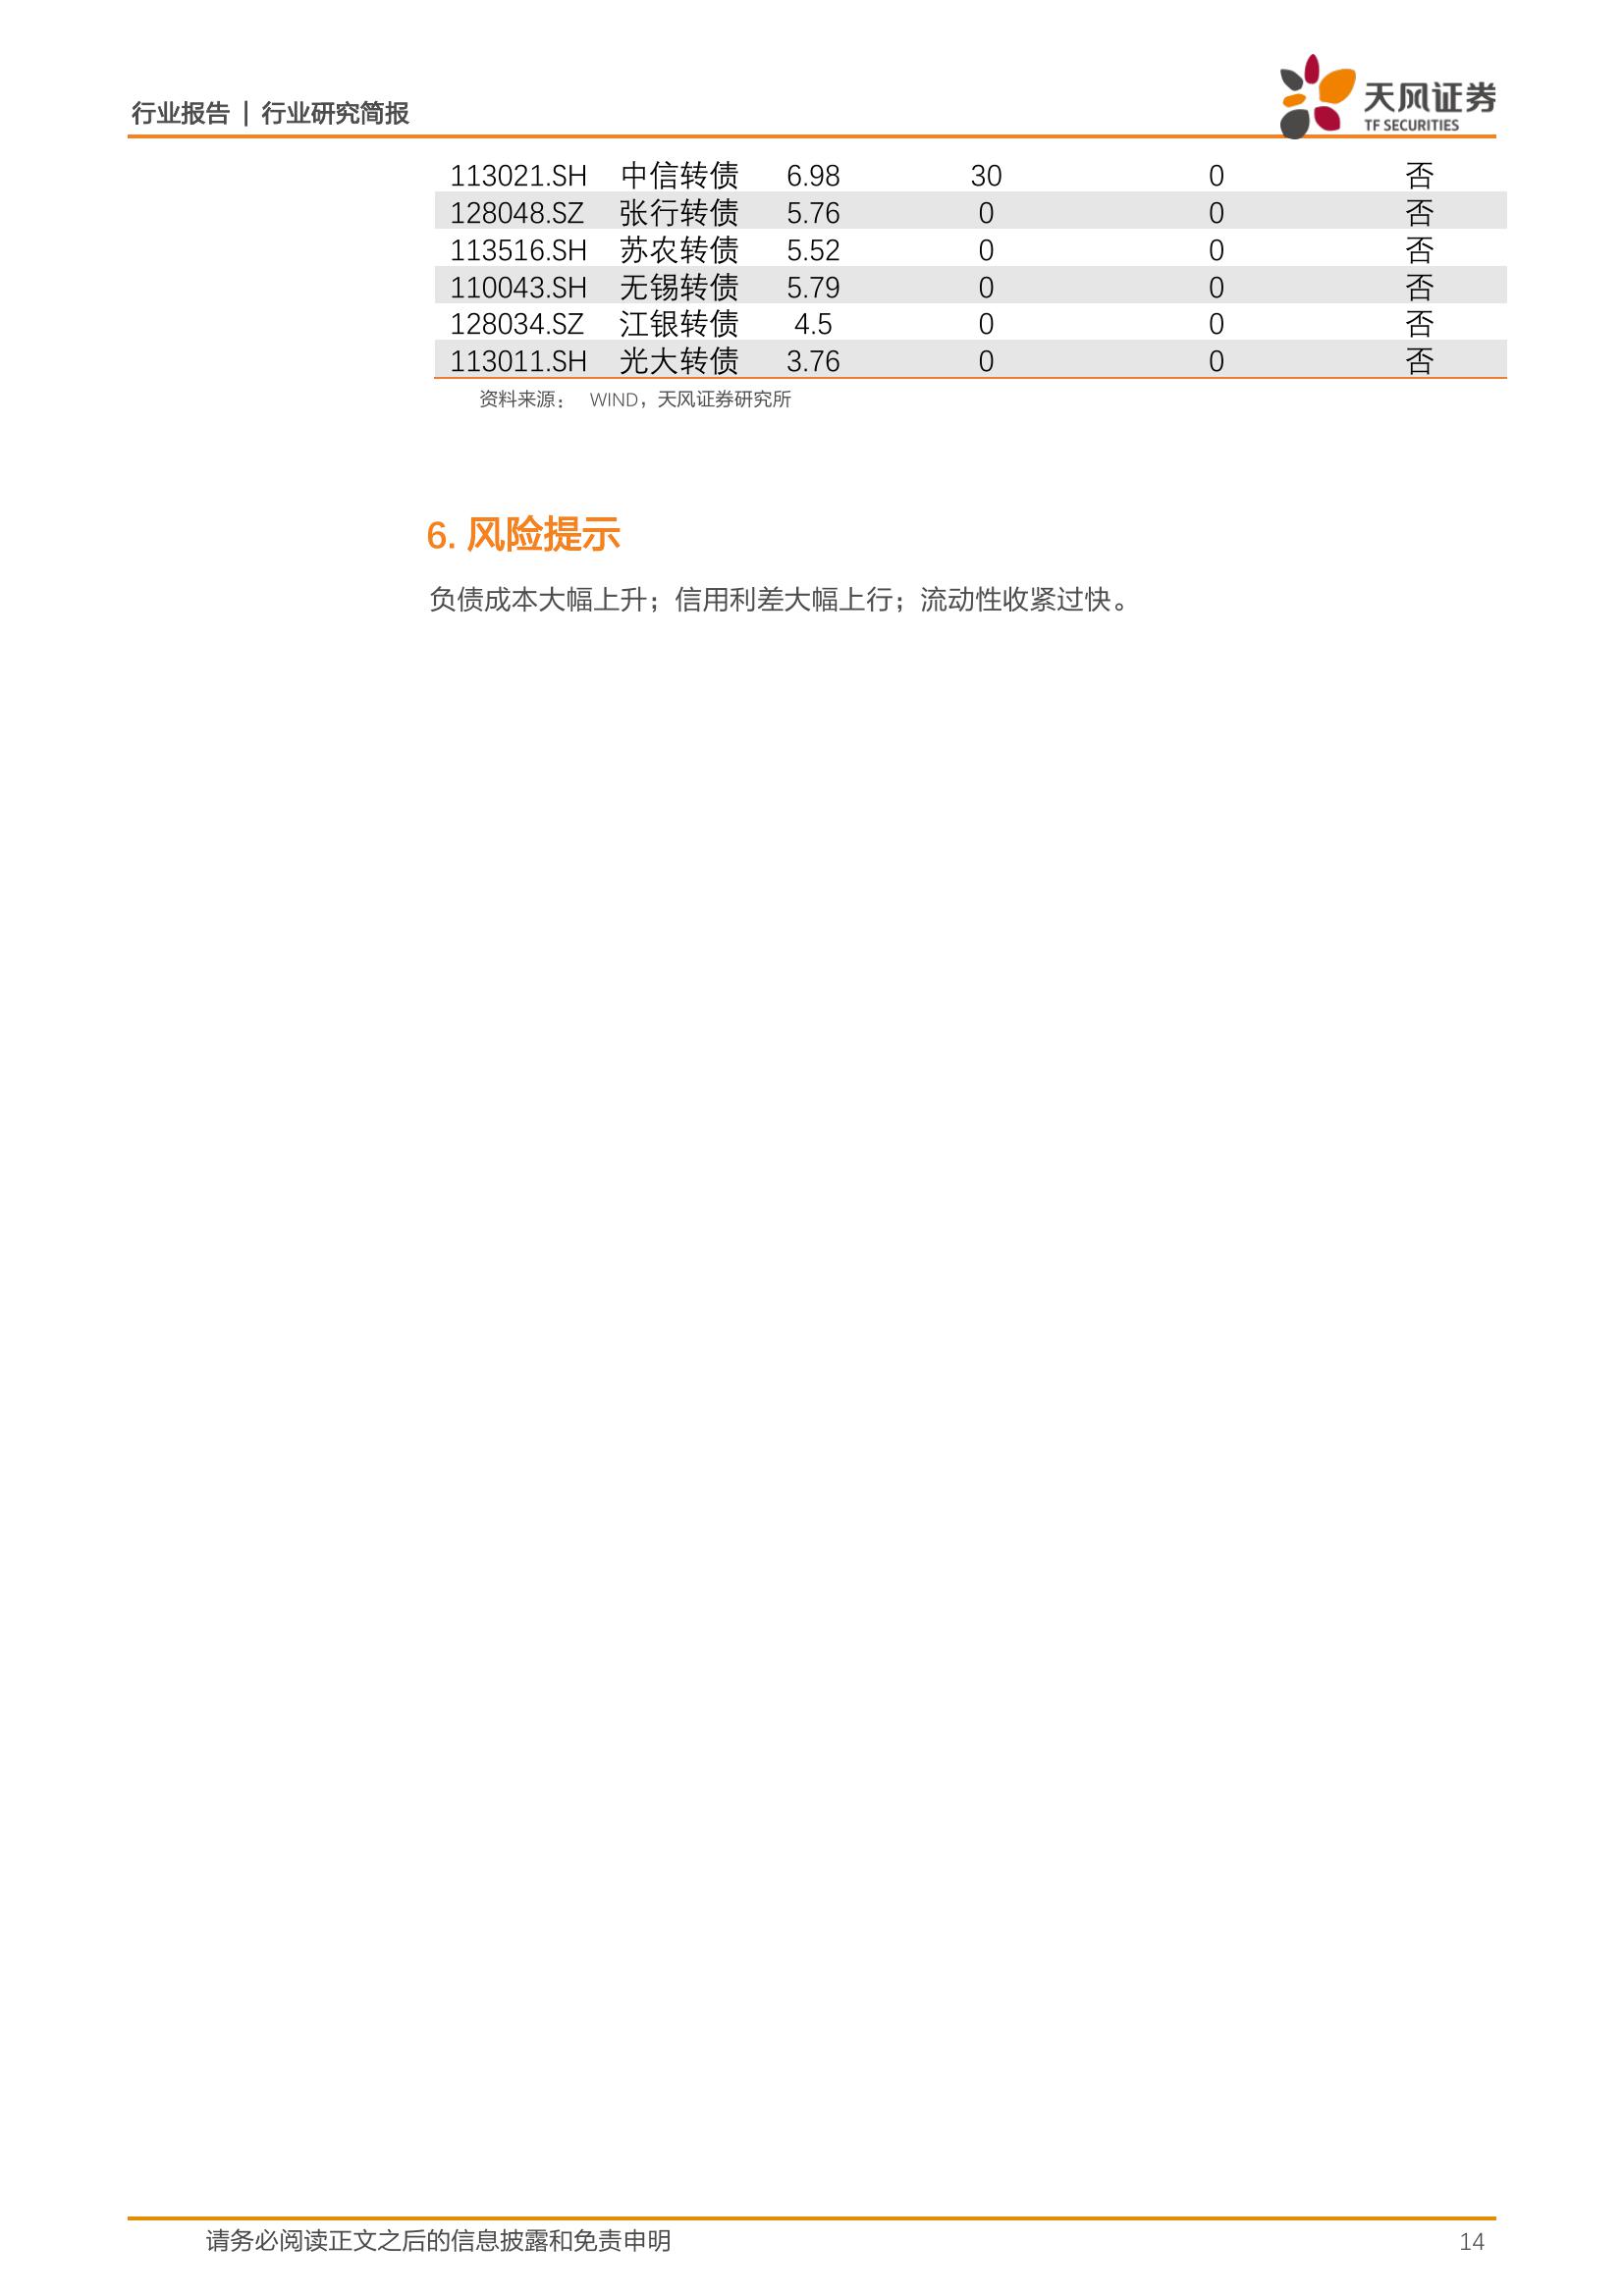 行业报告 | 行业研究简报
天风证券
TF SECURITIES
113021.SH 中信转债 6.98 30 0 否
128048.SZ 张行转债 5.76 0 0 否
113516.SH 苏农转债 5.52 0 0 否
110043.SH 无锡转债 5.79 0 0 否
128034.SZ 江银转债 4.5 0 0 否
113011.SH 光大转债 3.76 0 0 否
资料来源： WIND，天风证券研究所
6. 风险提示
负债成本大幅上升；信用利差大幅上行；流动性收紧过快。
请务必阅读正文之后的信息披露和免责申明 14